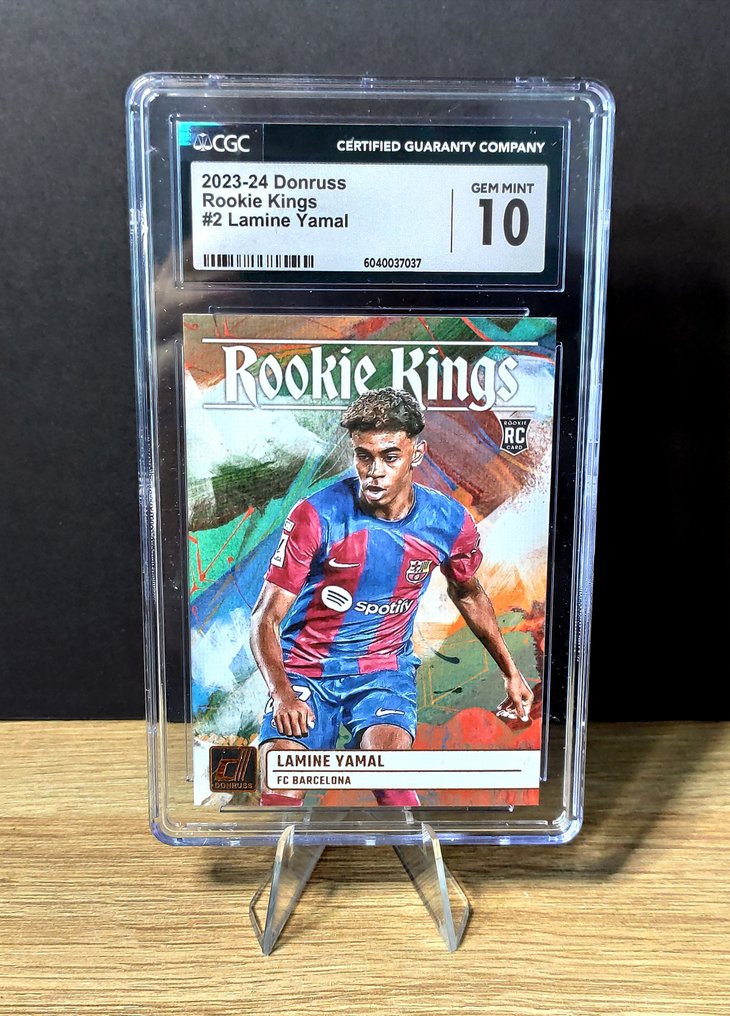 CGC
CERTIFIED GUARANTY COMPANY
2023-24 Donruss
Rookie Kings
#2 Lamine Yamal
GEM MINT
10
6040037037
Rookie Kings
ROOKIE
RC
CARD
Spotify
LAMINE YAMAL
FC BARCELONA
DONRUSS